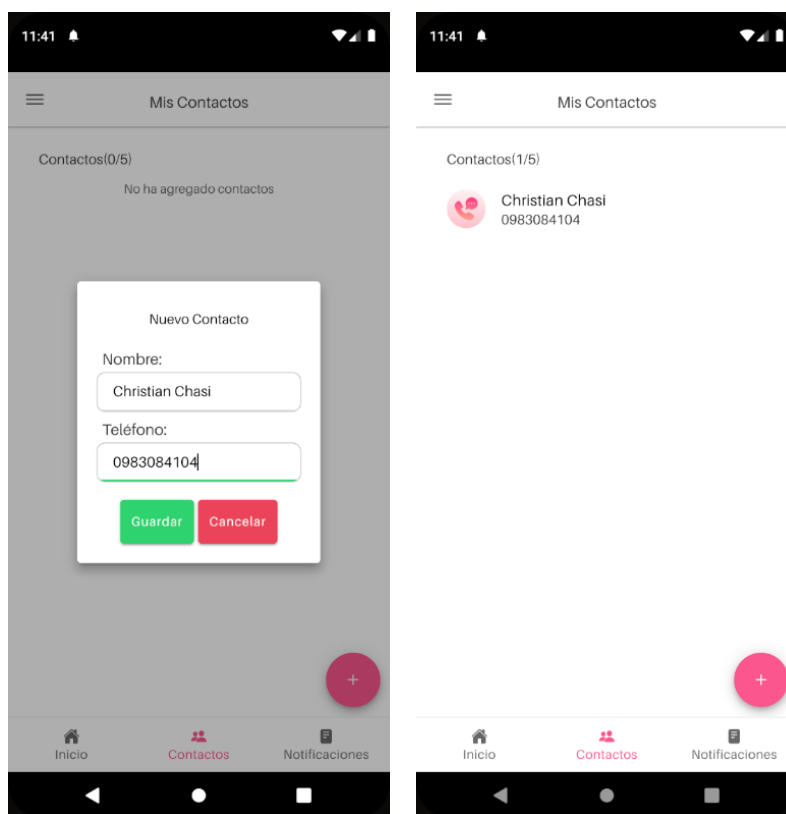 11:41
Mis Contactos
Contactos(0/5)
No ha agregado contactos
Nuevo Contacto
Nombre:
Christian Chasi
Teléfono:
0983084104
Guardar Cancelar
+
Inicio Contactos Notificaciones
11:41
Mis Contactos
Contactos(1/5)
Christian Chasi
0983084104
+
Inicio Contactos Notificaciones